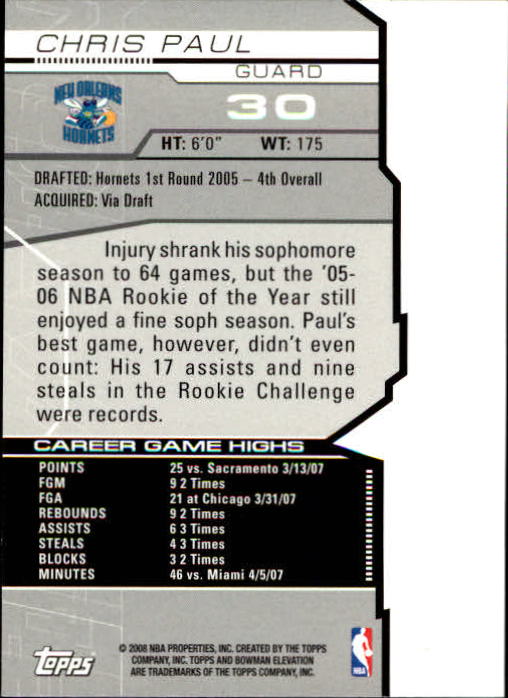 CHRIS PAUL
GUARD
NEW ORLEANS
HORNETS
30
HT: 6'0" WT: 175
DRAFTED: Hornets 1st Round 2005 – 4th Overall
ACQUIRED: Via Draft
Injury shrank his sophomore
season to 64 games, but the '05-
06 NBA Rookie of the Year still
enjoyed a fine soph season. Paul's
best game, however, didn't even
count: His 17 assists and nine
steals in the Rookie Challenge
were records.
CAREER GAME HIGHS
POINTS 25 vs. Sacramento 3/13/07
FGM 9 2 Times
FGA 21 at Chicago 3/31/07
REBOUNDS 9 2 Times
ASSISTS 6 3 Times
STEALS 4 3 Times
BLOCKS 3 2 Times
MINUTES 46 vs. Miami 4/5/07
Topps
© 2008 NBA PROPERTIES, INC. CREATED BY THE TOPPS
COMPANY, INC. TOPPS AND BOWMAN ELEVATION
ARE TRADEMARKS OF THE TOPPS COMPANY, INC.
NBA